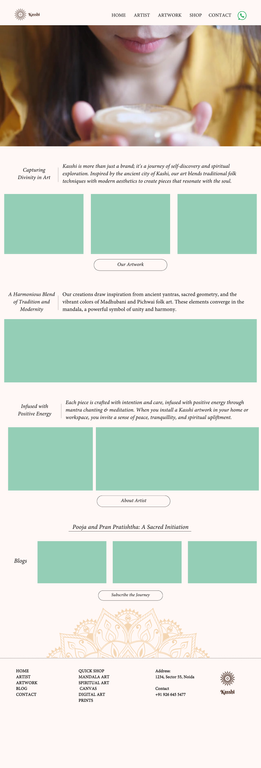 Kasshi
HOME ARTIST ARTWORK SHOP CONTACT
Capturing
Divinity in Art
Kasshi is more than just a brand; it's a journey of self-discovery and spiritual
exploration. Inspired by the ancient city of Kashi, our art blends traditional folk
techniques with modern aesthetics to create pieces that resonate with the soul.
Our Artwork
A Harmonious Blend
of Tradition and
Modernity
Our creations draw inspiration from ancient yantras, sacred geometry, and the
vibrant colors of Madhubani and Pichwai folk art. These elements converge in the
mandala, a powerful symbol of unity and harmony.
Infused with
Positive Energy
Each piece is crafted with intention and care, infused with positive energy through
mantra chanting & meditation. When you install a Kasshi artwork in your home or
workspace, you invite a sense of peace, tranquillity, and spiritual upliftment.
About Artist
Pooja and Pran Pratishtha: A Sacred Initiation
Blogs
Subscribe the Journey
HOME
ARTIST
ARTWORK
BLOG
CONTACT
QUICK SHOP
MANDALA ART
SPIRITUAL ART
CANVAS
DIGITAL ART
PRINTS
Address:
1234, Sector 55, Noida
Contact
+91 926 645 5477
Kasshi